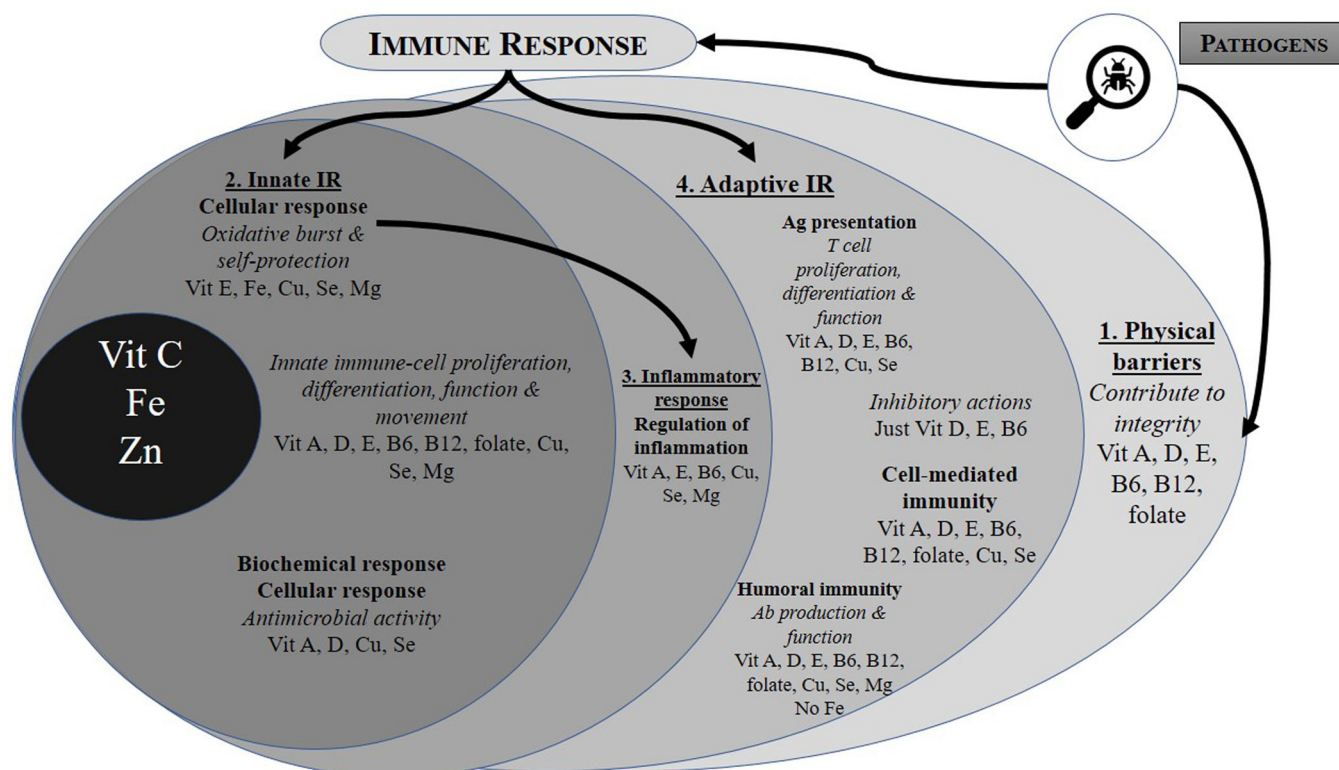 IMMUNE RESPONSE
PATHOGENS
2. Innate IR
Cellular response
Oxidative burst &
self-protection
Vit E, Fe, Cu, Se, Mg
Vit C
Fe
Zn
Innate immune-cell proliferation,
differentiation, function &
movement
Vit A, D, E, B6, B12, folate, Cu,
Se, Mg
Biochemical response
Cellular response
Antimicrobial activity
Vit A, D, Cu, Se
3. Inflammatory
response
Regulation of
inflammation
Vit A, E, B6, Cu,
Se, Mg
4. Adaptive IR
Ag presentation
T cell
proliferation,
differentiation &
function
Vit A, D, E, B6,
B12, Cu, Se
Inhibitory actions
Just Vit D, E, B6
Cell-mediated
immunity
Vit A, D, E, B6,
B12, folate, Cu, Se
Humoral immunity
Ab production &
function
Vit A, D, E, B6, B12,
folate, Cu, Se, Mg
No Fe
1. Physical
barriers
Contribute to
integrity
Vit A, D, E,
B6, B12,
folate